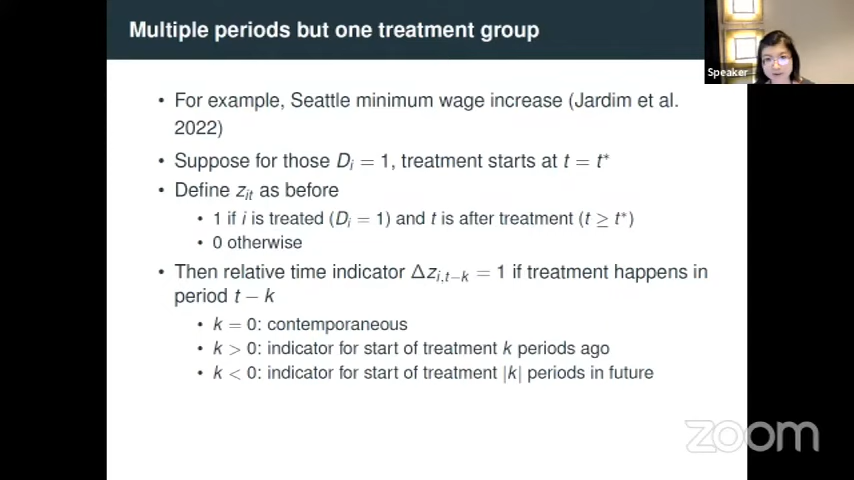 Multiple periods but one treatment group
Speaker
• For example, Seattle minimum wage increase (Jardim et al.
2022)
• Suppose for those Dᵢ = 1, treatment starts at t = t*
• Define zᵢₜ as before
• 1 if i is treated (Dᵢ = 1) and t is after treatment (t ≥ t*)
• 0 otherwise
• Then relative time indicator Δzᵢ,ₜ₋ₖ = 1 if treatment happens in
period t − k
• k = 0: contemporaneous
• k > 0: indicator for start of treatment k periods ago
• k < 0: indicator for start of treatment |k| periods in future
zoom